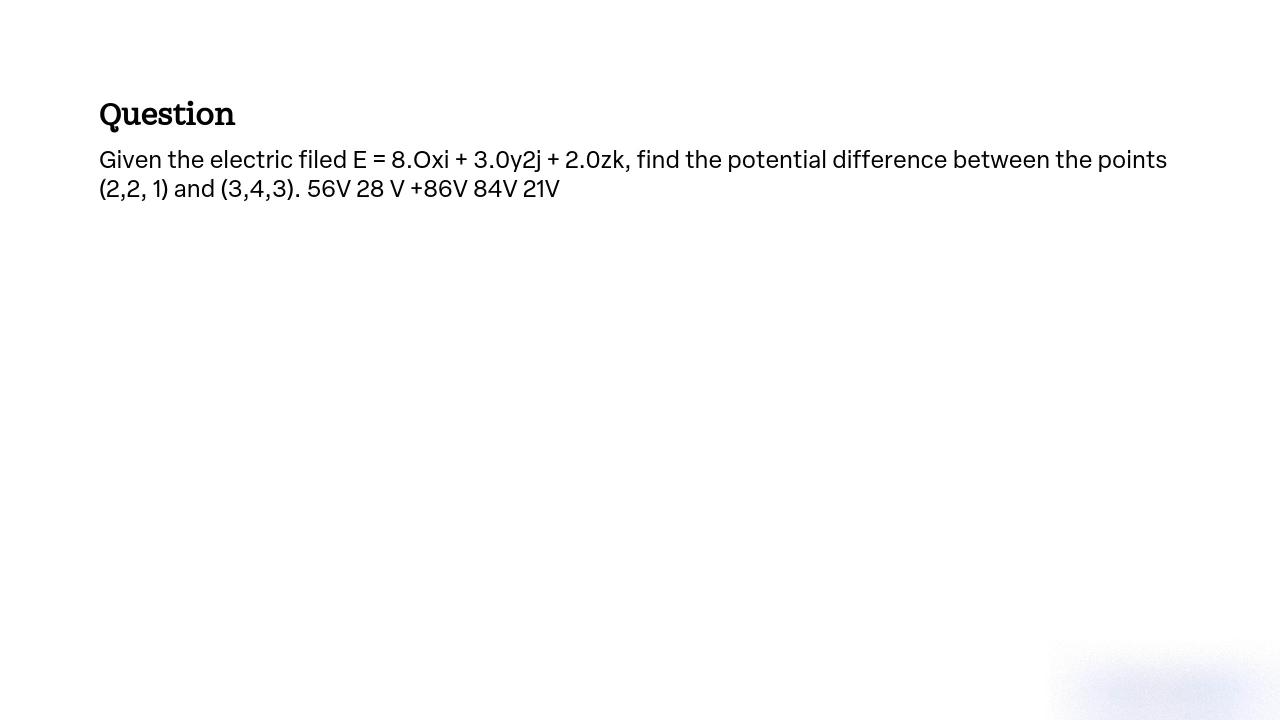 Question
Given the electric filed E = 8.Oxi + 3.0y2j + 2.0zk, find the potential difference between the points
(2,2, 1) and (3,4,3). 56V 28 V +86V 84V 21V